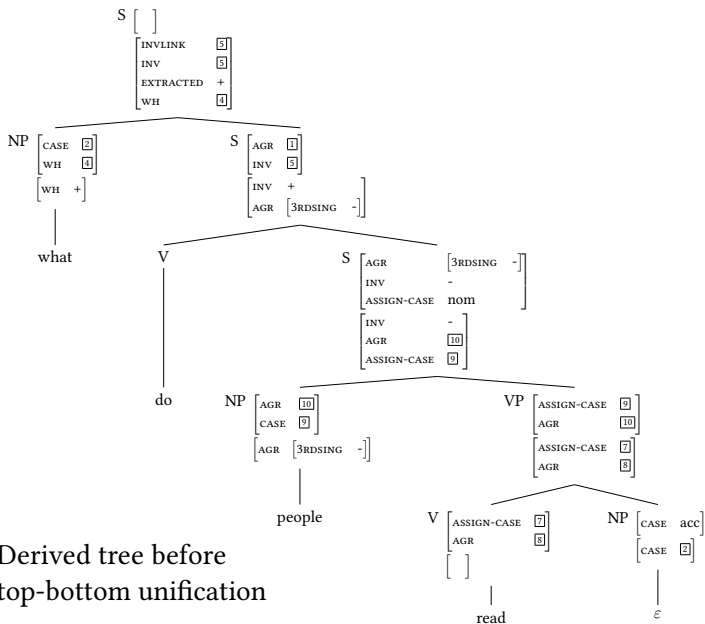 S [ ]
[INVLINK 5
INV 5
EXTRACTED +
WH 4]
NP [CASE 2
WH 4]
[WH +]
what
S [AGR 1
INV 5]
[INV +
AGR [3RDSING -]]
V
do
S [AGR [3RDSING -]
INV -
ASSIGN-CASE nom]
[INV -
AGR 10
ASSIGN-CASE 9]
NP [AGR 10
CASE 9]
[AGR [3RDSING -]]
people
VP [ASSIGN-CASE 9
AGR 10]
[ASSIGN-CASE 7
AGR 8]
V [ASSIGN-CASE 7
AGR 8]
[ ]
read
NP [CASE acc]
[CASE 2]
ε
Derived tree before
top-bottom unification